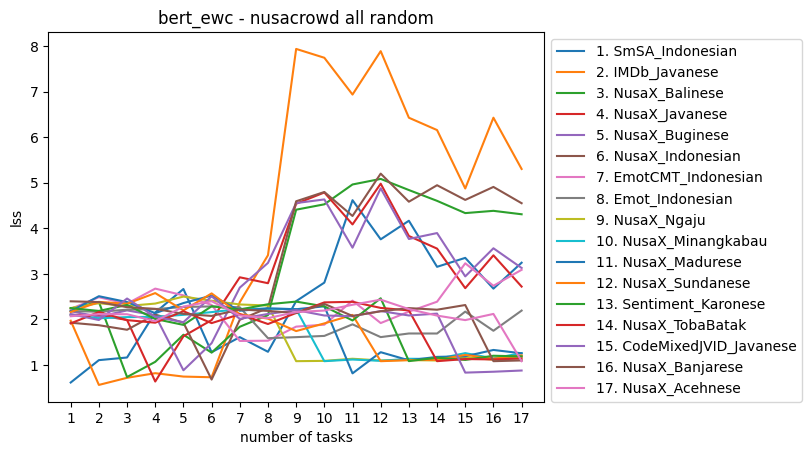 bert_ewc - nusacrowd all random
8
7
6
5
4
3
2
1
lss
1 2 3 4 5 6 7 8 9 10 11 12 13 14 15 16 17
number of tasks
1. SmSA_Indonesian
2. IMDb_Javanese
3. NusaX_Balinese
4. NusaX_Javanese
5. NusaX_Buginese
6. NusaX_Indonesian
7. EmotCMT_Indonesian
8. Emot_Indonesian
9. NusaX_Ngaju
10. NusaX_Minangkabau
11. NusaX_Madurese
12. NusaX_Sundanese
13. Sentiment_Karonese
14. NusaX_TobaBatak
15. CodeMixedJVID_Javanese
16. NusaX_Banjarese
17. NusaX_Acehnese